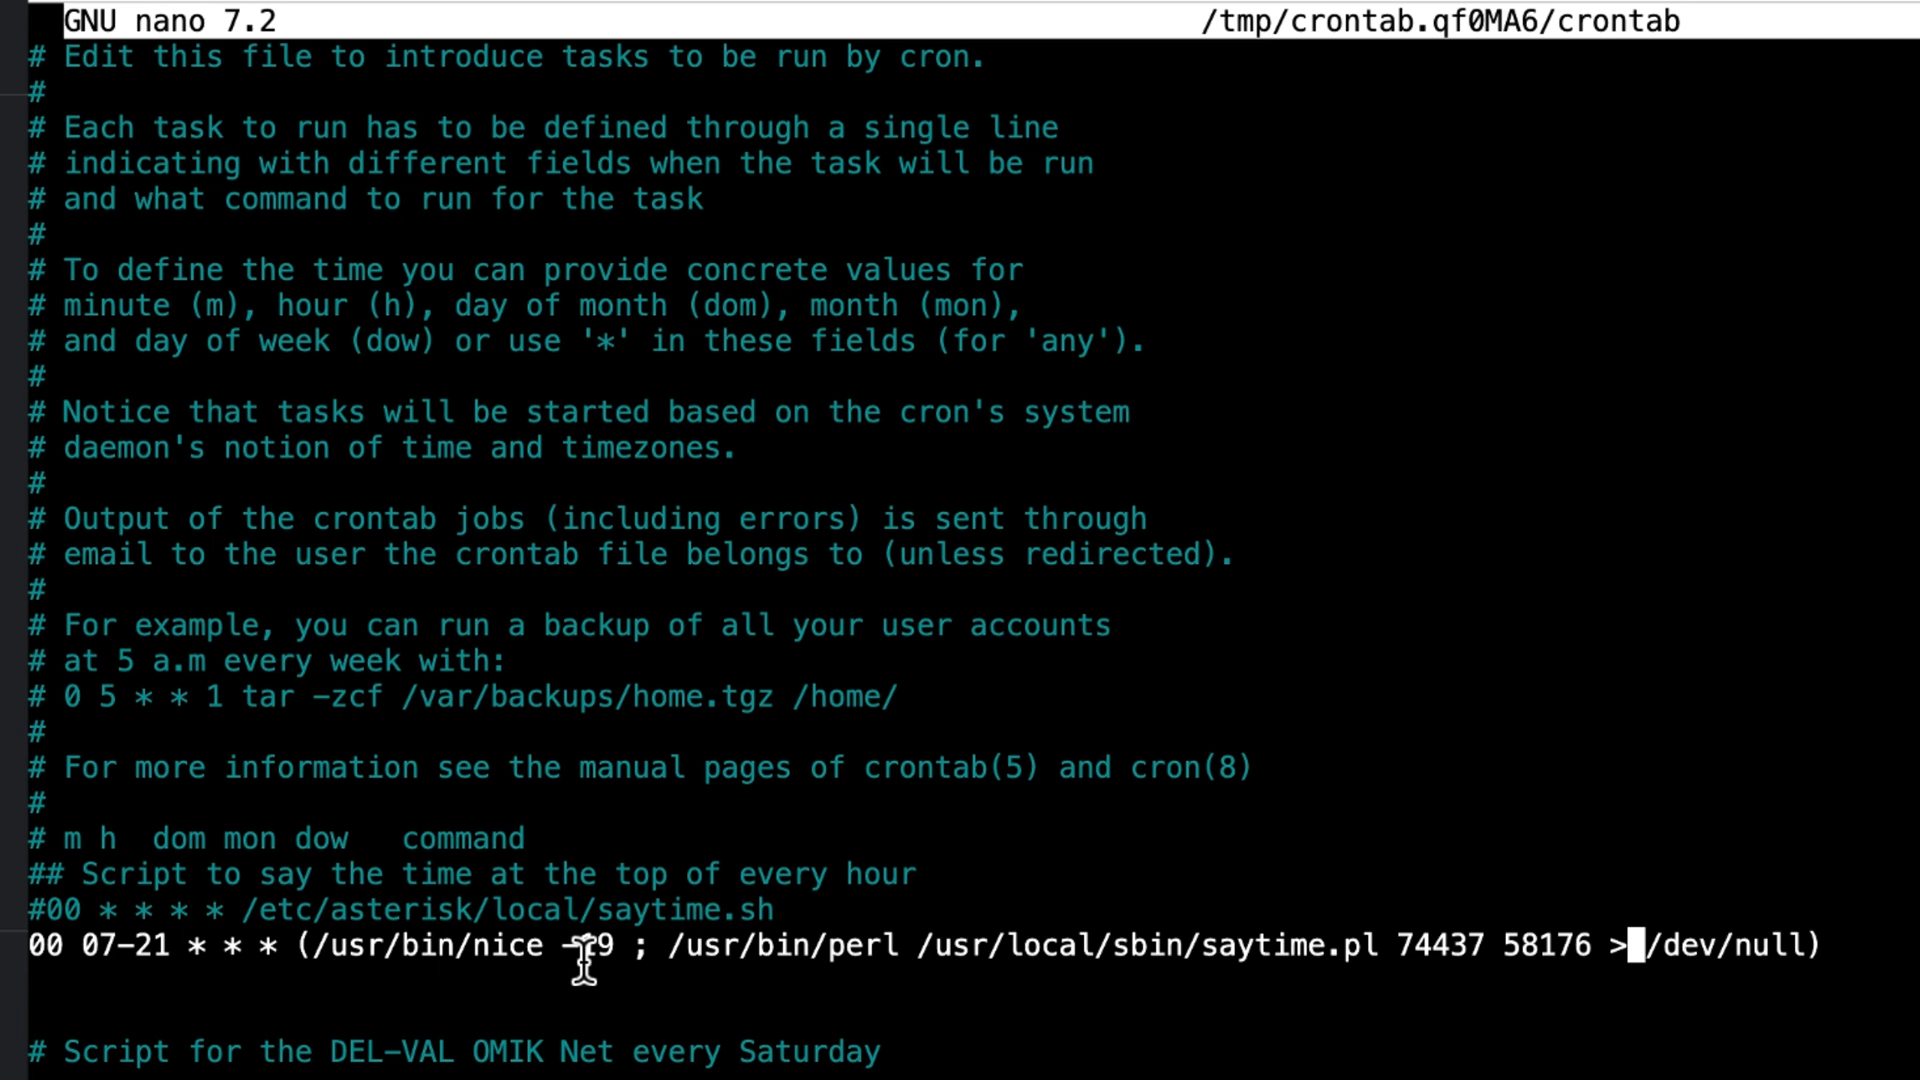 GNU nano 7.2 /tmp/crontab.qf0MA6/crontab
# Edit this file to introduce tasks to be run by cron.
#
# Each task to run has to be defined through a single line
# indicating with different fields when the task will be run
# and what command to run for the task
#
# To define the time you can provide concrete values for
# minute (m), hour (h), day of month (dom), month (mon),
# and day of week (dow) or use '*' in these fields (for 'any').
#
# Notice that tasks will be started based on the cron's system
# daemon's notion of time and timezones.
#
# Output of the crontab jobs (including errors) is sent through
# email to the user the crontab file belongs to (unless redirected).
#
# For example, you can run a backup of all your user accounts
# at 5 a.m every week with:
# 0 5 * * 1 tar -zcf /var/backups/home.tgz /home/
#
# For more information see the manual pages of crontab(5) and cron(8)
#
# m h  dom mon dow   command
## Script to say the time at the top of every hour
#00 * * * * /etc/asterisk/local/saytime.sh
00 07-21 * * * (/usr/bin/nice ; /usr/bin/perl /usr/local/sbin/saytime.pl 74437 58176 > /dev/null)
# Script for the DEL-VAL OMIK Net every Saturday